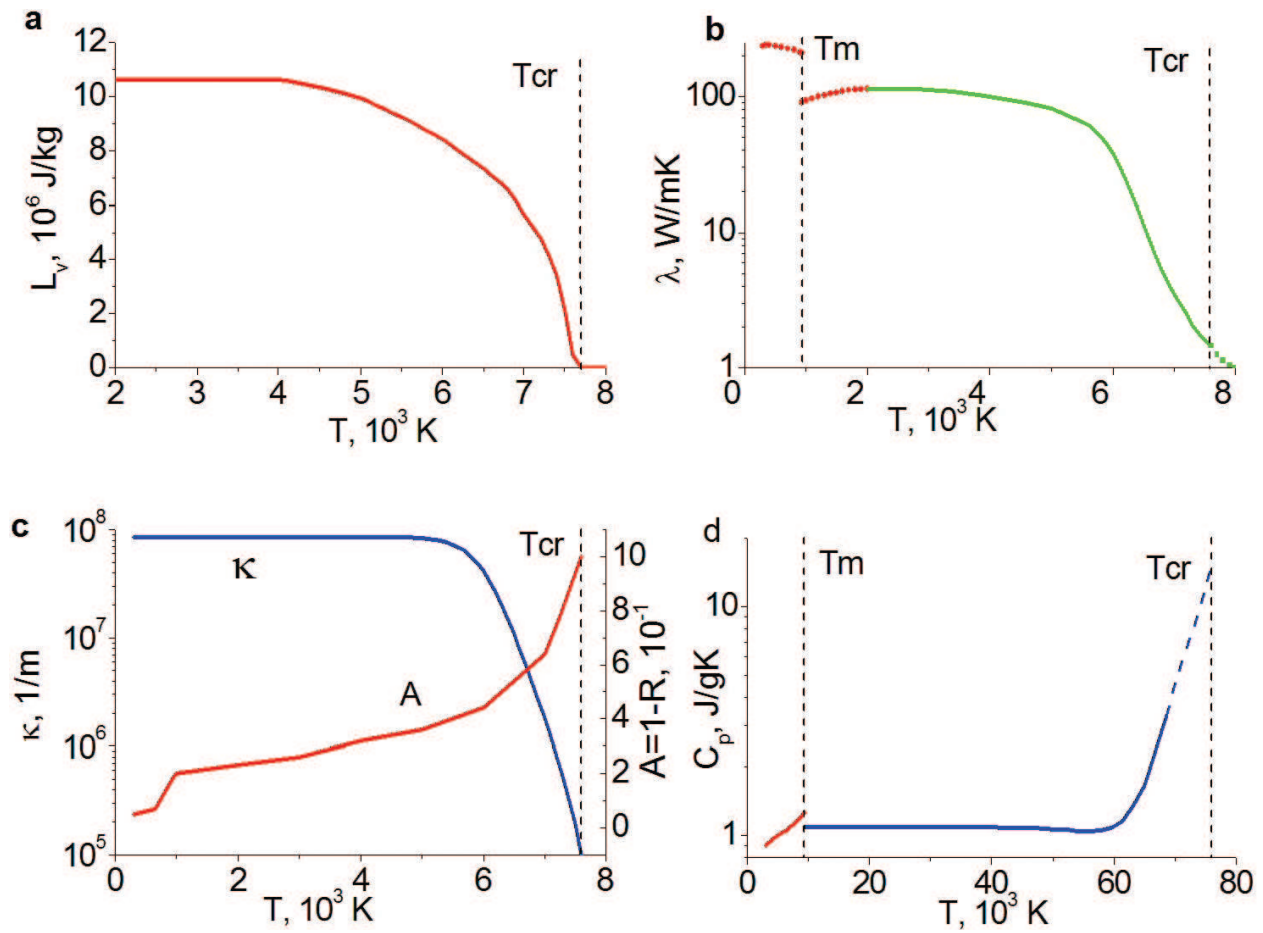 a
12
10
8
6
4
2
0
L_v, 10^6 J/kg
Tcr
2 3 4 5 6 7 8
T, 10^3 K
b
100
10
1
λ, W/mK
Tm
Tcr
0 2 4 6 8
T, 10^3 K
c
10^8
10^7
10^6
10^5
κ, 1/m
κ
A
Tcr
10
8
6
4
2
0
A=1-R, 10^-1
0 2 4 6 8
T, 10^3 K
d
10
1
C_p, J/gK
Tm
Tcr
0 20 40 60 80
T, 10^3 K